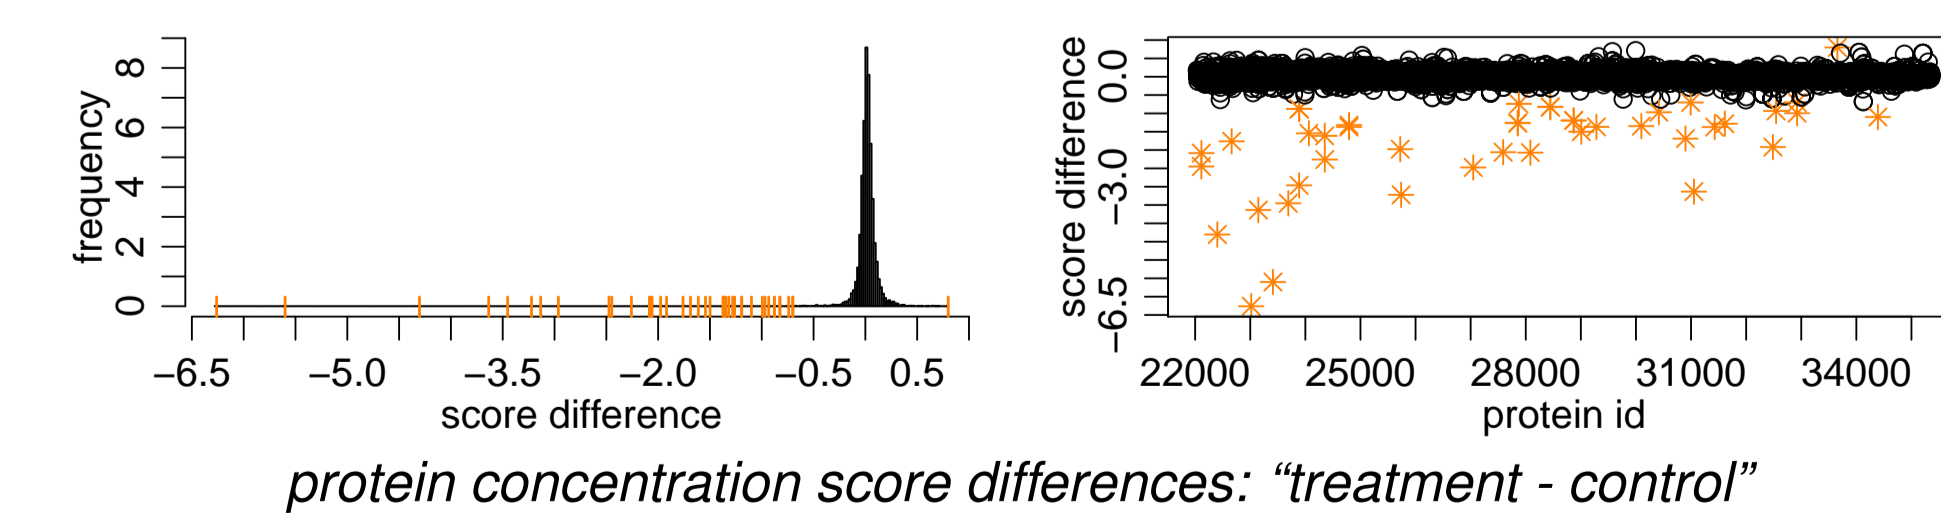 frequency
0 2 4 6 8
−6.5 −5.0 −3.5 −2.0 −0.5 0.5
score difference
score difference
−6.5 −3.0 0.0
22000 25000 28000 31000 34000
protein id
protein concentration score differences: “treatment - control”